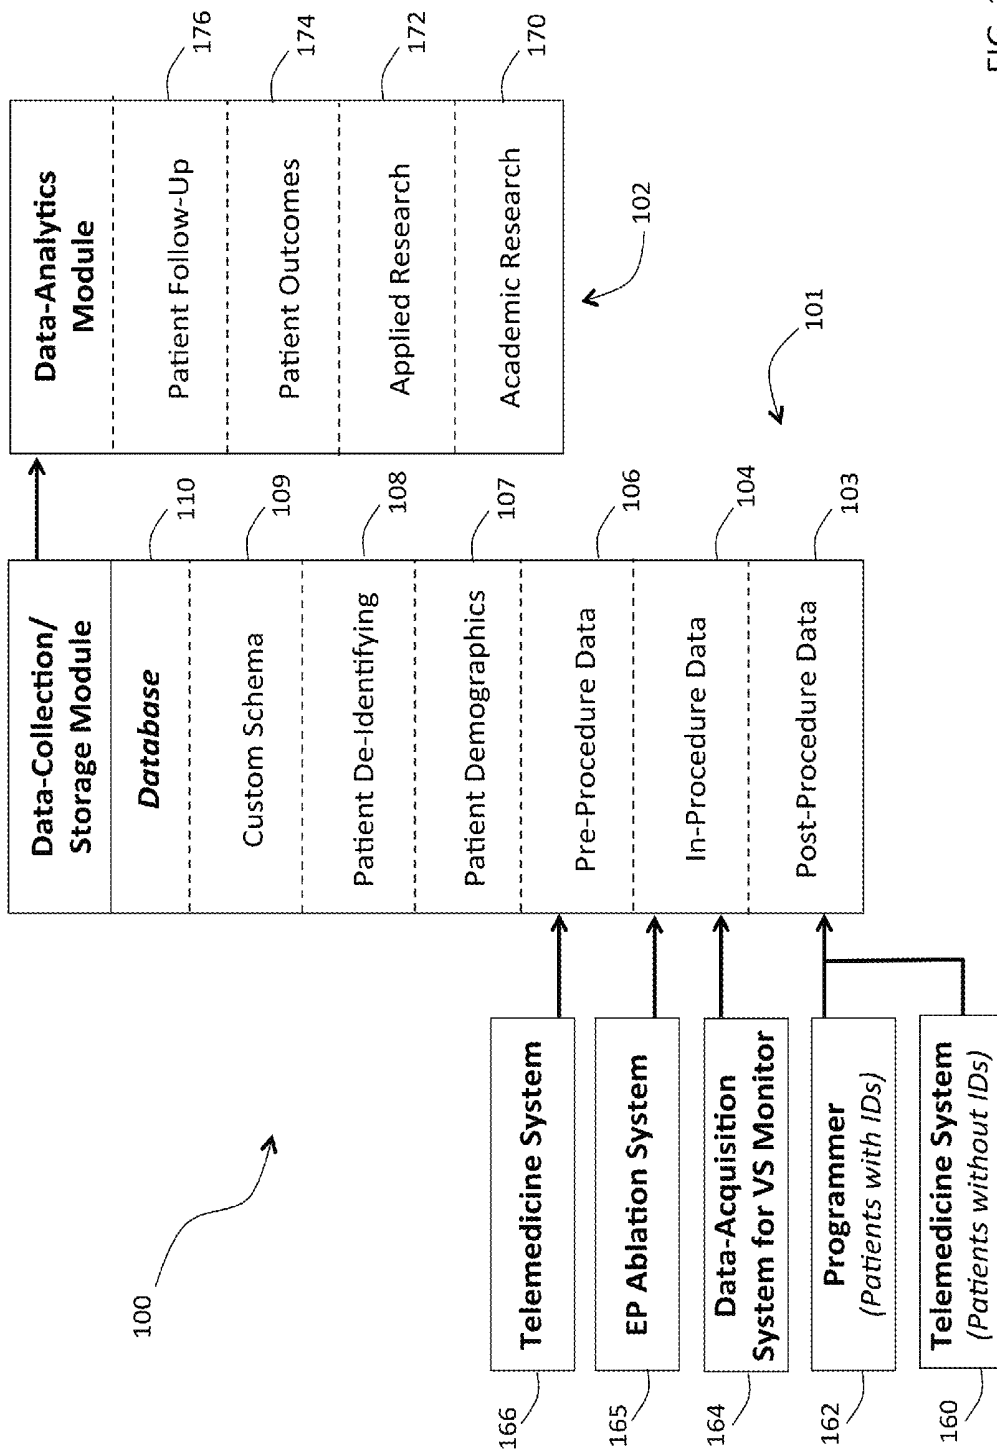 100
166
Telemedicine System
165
EP Ablation System
164
Data-Acquisition
System for VS Monitor
162
Programmer
(Patients with IDs)
160
Telemedicine System
(Patients without IDs)
Data-Collection/
Storage Module
Database
110
Custom Schema
109
Patient De-Identifying
108
Patient Demographics
107
Pre-Procedure Data
106
In-Procedure Data
104
Post-Procedure Data
103
101
Data-Analytics
Module
Patient Follow-Up
176
Patient Outcomes
174
Applied Research
172
Academic Research
170
102
FIG.